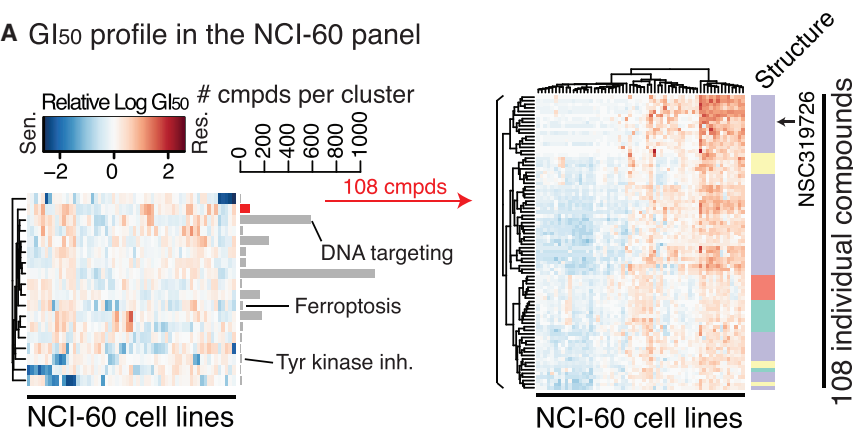 A GI50 profile in the NCI-60 panel
Relative Log GI50
Sen.
Res.
−2 0 2
# cmpds per cluster
0 200 400 600 800 1000
108 cmpds
DNA targeting
Ferroptosis
Tyr kinase inh.
NCI-60 cell lines
Structure
NSC319726
108 individual compounds
NCI-60 cell lines